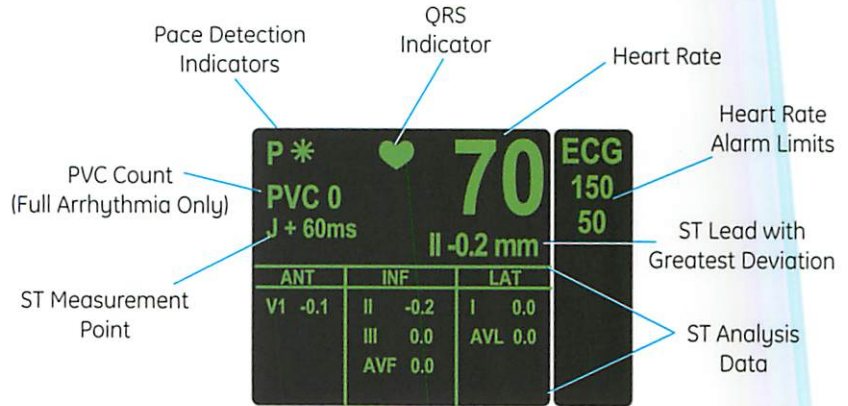 Pace Detection
Indicators
QRS
Indicator
Heart Rate
Heart Rate
Alarm Limits
PVC Count
(Full Arrhythmia Only)
ST Measurement
Point
P *
70
PVC 0
J + 60ms
II -0.2 mm
ECG
150
50
ANT INF LAT
V1 -0.1 II -0.2 I 0.0
III 0.0 AVL 0.0
AVF 0.0
ST Lead with
Greatest Deviation
ST Analysis
Data